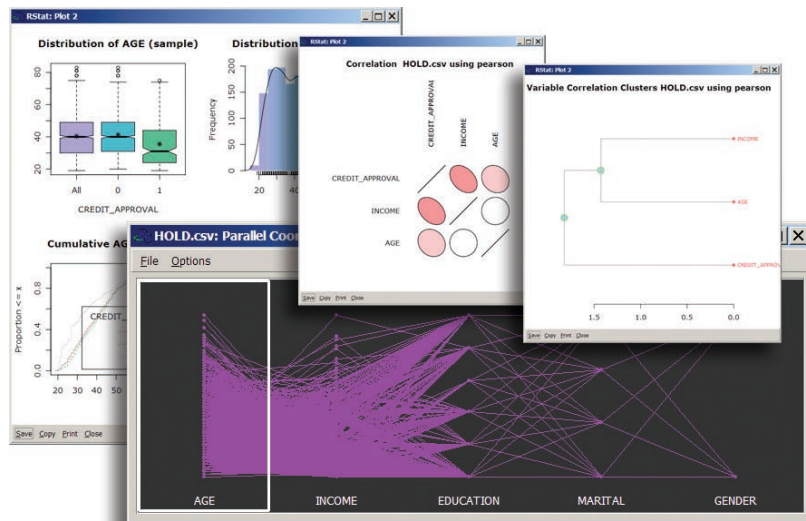 RStat: Plot 2
Distribution of AGE (sample)
80
60
40
20
All 0 1
CREDIT_APPROVAL
Frequency
200
150
100
50
0
20 40
Cumulative AG
Proportion <= x
0.8
0.4
0.0
CREDIT_
20 30 40 50
Save Copy Print Close
RStat: Plot 2
Correlation HOLD.csv using pearson
CREDIT_APPROVAL
INCOME
AGE
CREDIT_APPROVAL
INCOME
AGE
Save Copy Print Close
RStat: Plot 2
Variable Correlation Clusters HOLD.csv using pearson
INCOME
AGE
CREDIT_APPROV
1.5 1.0 0.5 0.0
Save Copy Print Close
HOLD.csv: Parallel Coor
File Options
AGE INCOME EDUCATION MARITAL GENDER